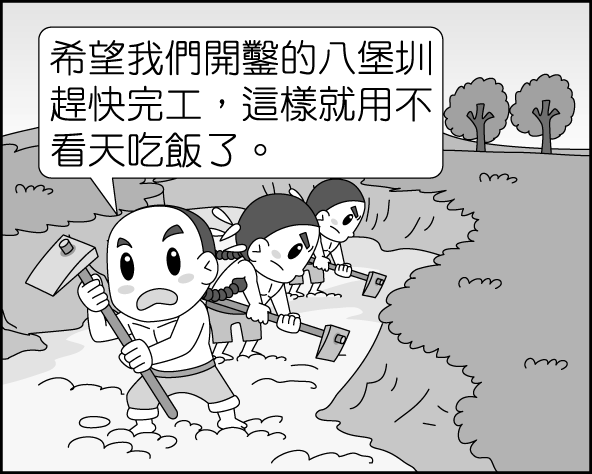 希望我們開鑿的八堡圳
趕快完工，這樣就用不
看天吃飯了。